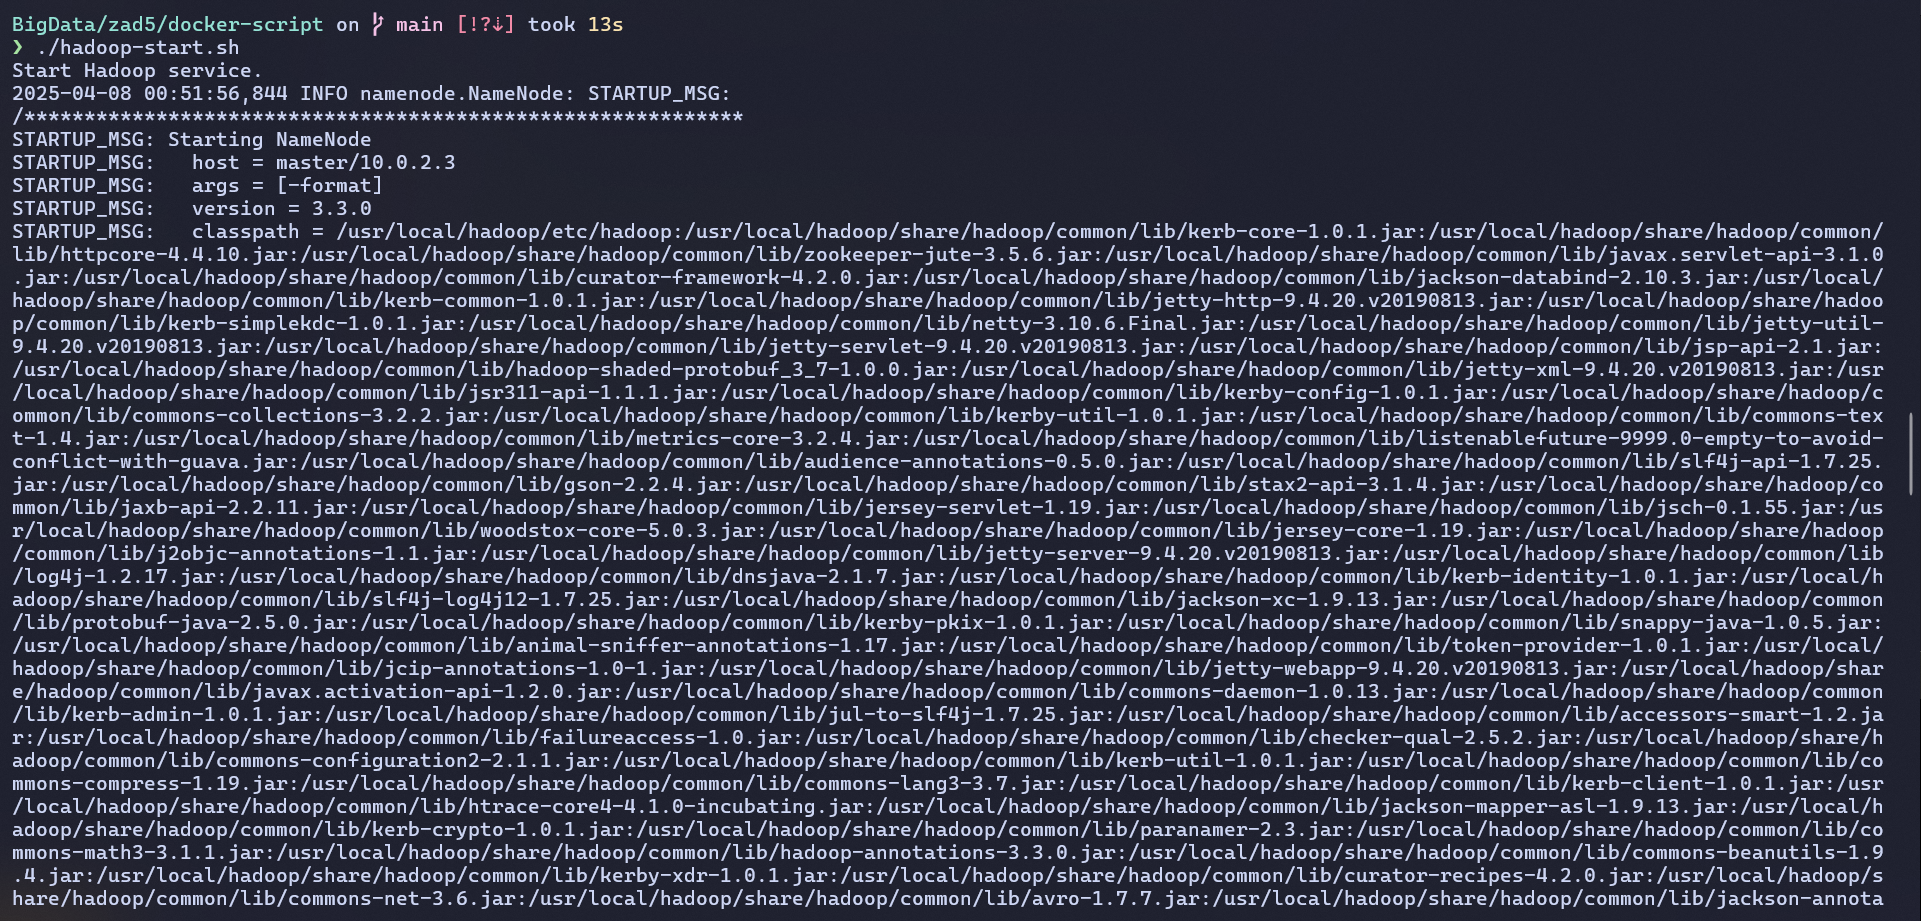 BigData/zad5/docker-script on main [!?⇣] took 13s
❯ ./hadoop-start.sh
Start Hadoop service.
2025-04-08 00:51:56,844 INFO namenode.NameNode: STARTUP_MSG:
/************************************************************
STARTUP_MSG: Starting NameNode
STARTUP_MSG:   host = master/10.0.2.3
STARTUP_MSG:   args = [-format]
STARTUP_MSG:   version = 3.3.0
STARTUP_MSG:   classpath = /usr/local/hadoop/etc/hadoop:/usr/local/hadoop/share/hadoop/common/lib/kerb-core-1.0.1.jar:/usr/local/hadoop/share/hadoop/common/
lib/httpcore-4.4.10.jar:/usr/local/hadoop/share/hadoop/common/lib/zookeeper-jute-3.5.6.jar:/usr/local/hadoop/share/hadoop/common/lib/javax.servlet-api-3.1.0
.jar:/usr/local/hadoop/share/hadoop/common/lib/curator-framework-4.2.0.jar:/usr/local/hadoop/share/hadoop/common/lib/jackson-databind-2.10.3.jar:/usr/local/
hadoop/share/hadoop/common/lib/kerb-common-1.0.1.jar:/usr/local/hadoop/share/hadoop/common/lib/jetty-http-9.4.20.v20190813.jar:/usr/local/hadoop/share/hadoo
p/common/lib/kerb-simplekdc-1.0.1.jar:/usr/local/hadoop/share/hadoop/common/lib/netty-3.10.6.Final.jar:/usr/local/hadoop/share/hadoop/common/lib/jetty-util-
9.4.20.v20190813.jar:/usr/local/hadoop/share/hadoop/common/lib/jetty-servlet-9.4.20.v20190813.jar:/usr/local/hadoop/share/hadoop/common/lib/jsp-api-2.1.jar:
/usr/local/hadoop/share/hadoop/common/lib/hadoop-shaded-protobuf_3_7-1.0.0.jar:/usr/local/hadoop/share/hadoop/common/lib/jetty-xml-9.4.20.v20190813.jar:/usr
/local/hadoop/share/hadoop/common/lib/jsr311-api-1.1.1.jar:/usr/local/hadoop/share/hadoop/common/lib/kerby-config-1.0.1.jar:/usr/local/hadoop/share/hadoop/c
ommon/lib/commons-collections-3.2.2.jar:/usr/local/hadoop/share/hadoop/common/lib/kerby-util-1.0.1.jar:/usr/local/hadoop/share/hadoop/common/lib/commons-tex
t-1.4.jar:/usr/local/hadoop/share/hadoop/common/lib/metrics-core-3.2.4.jar:/usr/local/hadoop/share/hadoop/common/lib/listenablefuture-9999.0-empty-to-avoid-
conflict-with-guava.jar:/usr/local/hadoop/share/hadoop/common/lib/audience-annotations-0.5.0.jar:/usr/local/hadoop/share/hadoop/common/lib/slf4j-api-1.7.25.
jar:/usr/local/hadoop/share/hadoop/common/lib/gson-2.2.4.jar:/usr/local/hadoop/share/hadoop/common/lib/stax2-api-3.1.4.jar:/usr/local/hadoop/share/hadoop/co
mmon/lib/jaxb-api-2.2.11.jar:/usr/local/hadoop/share/hadoop/common/lib/jersey-servlet-1.19.jar:/usr/local/hadoop/share/hadoop/common/lib/jsch-0.1.55.jar:/us
r/local/hadoop/share/hadoop/common/lib/woodstox-core-5.0.3.jar:/usr/local/hadoop/share/hadoop/common/lib/jersey-core-1.19.jar:/usr/local/hadoop/share/hadoop
/common/lib/j2objc-annotations-1.1.jar:/usr/local/hadoop/share/hadoop/common/lib/jetty-server-9.4.20.v20190813.jar:/usr/local/hadoop/share/hadoop/common/lib
/log4j-1.2.17.jar:/usr/local/hadoop/share/hadoop/common/lib/dnsjava-2.1.7.jar:/usr/local/hadoop/share/hadoop/common/lib/kerb-identity-1.0.1.jar:/usr/local/h
adoop/share/hadoop/common/lib/slf4j-log4j12-1.7.25.jar:/usr/local/hadoop/share/hadoop/common/lib/jackson-xc-1.9.13.jar:/usr/local/hadoop/share/hadoop/common
/lib/protobuf-java-2.5.0.jar:/usr/local/hadoop/share/hadoop/common/lib/kerby-pkix-1.0.1.jar:/usr/local/hadoop/share/hadoop/common/lib/snappy-java-1.0.5.jar:
/usr/local/hadoop/share/hadoop/common/lib/animal-sniffer-annotations-1.17.jar:/usr/local/hadoop/share/hadoop/common/lib/token-provider-1.0.1.jar:/usr/local/
hadoop/share/hadoop/common/lib/jcip-annotations-1.0-1.jar:/usr/local/hadoop/share/hadoop/common/lib/jetty-webapp-9.4.20.v20190813.jar:/usr/local/hadoop/shar
e/hadoop/common/lib/javax.activation-api-1.2.0.jar:/usr/local/hadoop/share/hadoop/common/lib/commons-daemon-1.0.13.jar:/usr/local/hadoop/share/hadoop/common
/lib/kerb-admin-1.0.1.jar:/usr/local/hadoop/share/hadoop/common/lib/jul-to-slf4j-1.7.25.jar:/usr/local/hadoop/share/hadoop/common/lib/accessors-smart-1.2.ja
r:/usr/local/hadoop/share/hadoop/common/lib/failureaccess-1.0.jar:/usr/local/hadoop/share/hadoop/common/lib/checker-qual-2.5.2.jar:/usr/local/hadoop/share/h
adoop/common/lib/commons-configuration2-2.1.1.jar:/usr/local/hadoop/share/hadoop/common/lib/kerb-util-1.0.1.jar:/usr/local/hadoop/share/hadoop/common/lib/co
mmons-compress-1.19.jar:/usr/local/hadoop/share/hadoop/common/lib/commons-lang3-3.7.jar:/usr/local/hadoop/share/hadoop/common/lib/kerb-client-1.0.1.jar:/usr
/local/hadoop/share/hadoop/common/lib/htrace-core4-4.1.0-incubating.jar:/usr/local/hadoop/share/hadoop/common/lib/jackson-mapper-asl-1.9.13.jar:/usr/local/h
adoop/share/hadoop/common/lib/kerb-crypto-1.0.1.jar:/usr/local/hadoop/share/hadoop/common/lib/paranamer-2.3.jar:/usr/local/hadoop/share/hadoop/common/lib/co
mmons-math3-3.1.1.jar:/usr/local/hadoop/share/hadoop/common/lib/hadoop-annotations-3.3.0.jar:/usr/local/hadoop/share/hadoop/common/lib/commons-beanutils-1.9
.4.jar:/usr/local/hadoop/share/hadoop/common/lib/kerby-xdr-1.0.1.jar:/usr/local/hadoop/share/hadoop/common/lib/curator-recipes-4.2.0.jar:/usr/local/hadoop/s
hare/hadoop/common/lib/commons-net-3.6.jar:/usr/local/hadoop/share/hadoop/common/lib/avro-1.7.7.jar:/usr/local/hadoop/share/hadoop/common/lib/jackson-annota